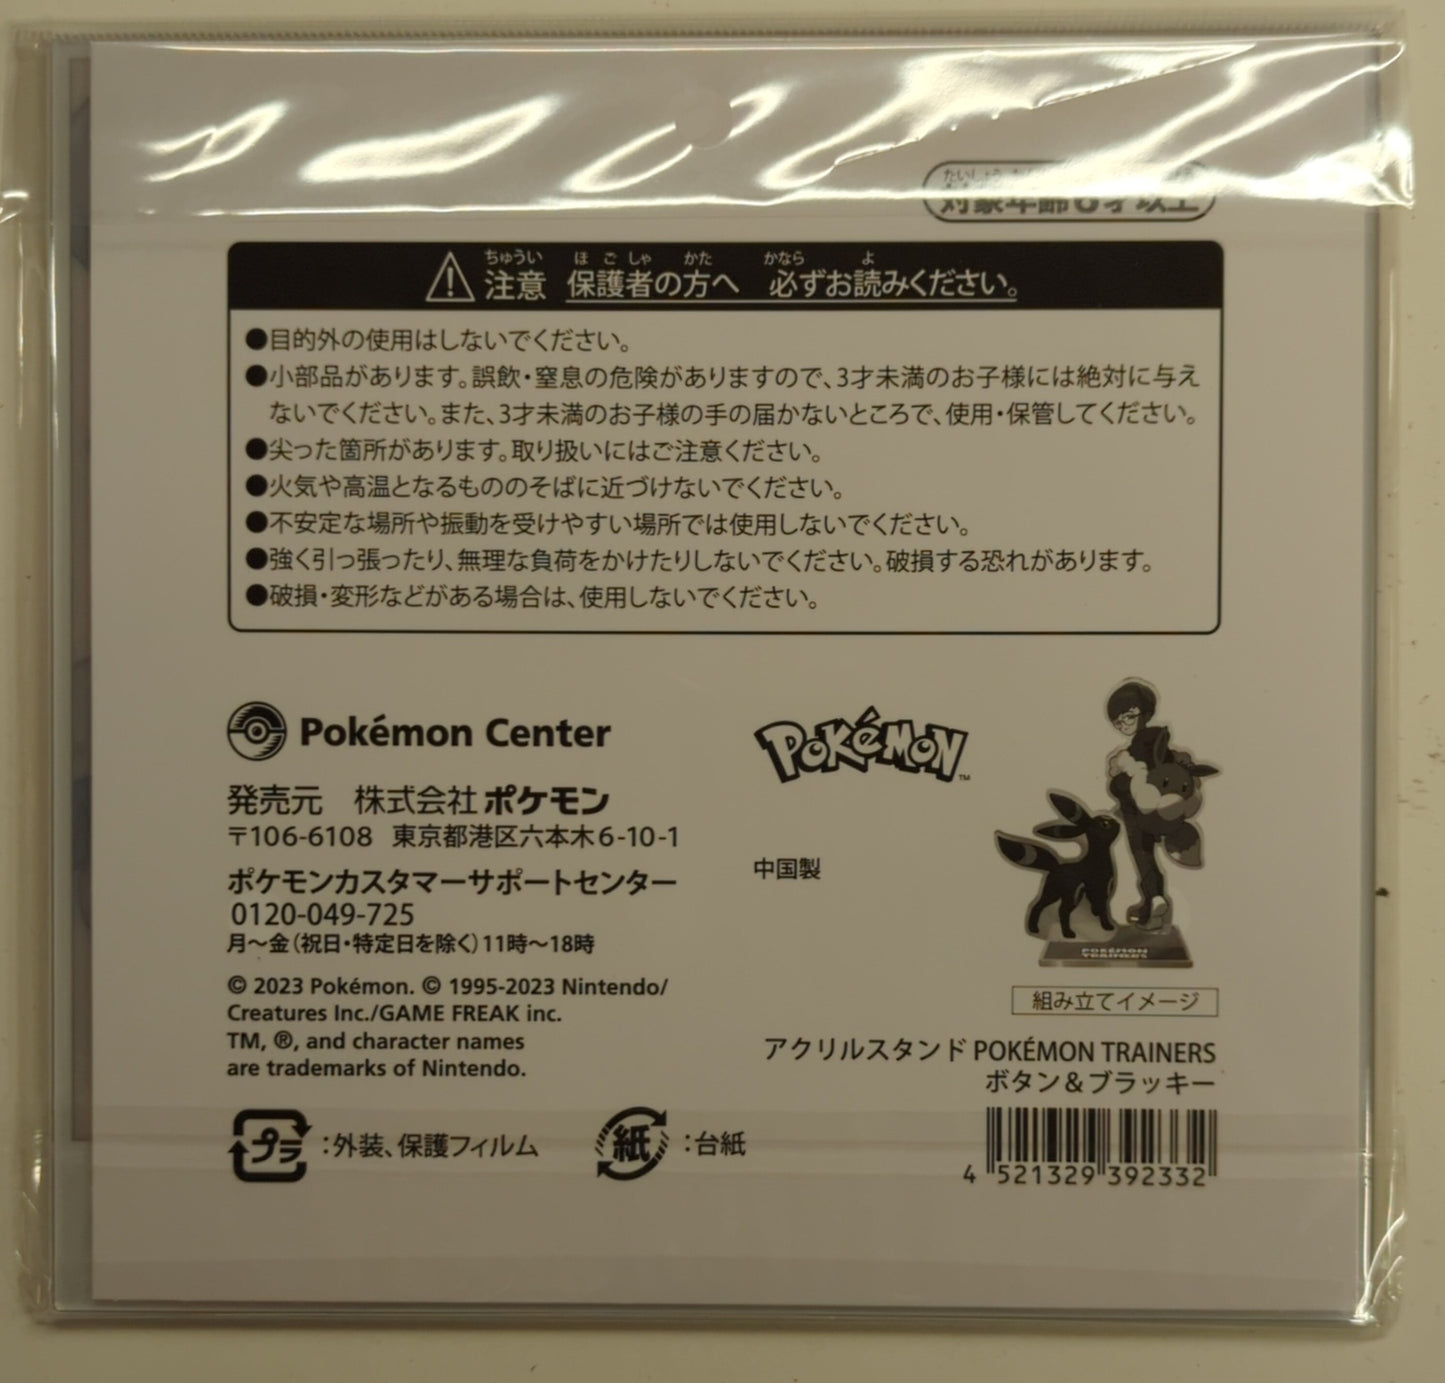 対象年齢6才以上
ちゅうい ほごしゃ かた かなら よ
注意 保護者の方へ 必ずお読みください。
●目的外の使用はしないでください。
●小部品があります。誤飲・窒息の危険がありますので、3才未満のお子様には絶対に与え
ないでください。また、3才未満のお子様の手の届かないところで、使用・保管してください。
●尖った箇所があります。取り扱いにはご注意ください。
●火気や高温となるもののそばに近づけないでください。
●不安定な場所や振動を受けやすい場所では使用しないでください。
●強く引っ張ったり、無理な負荷をかけたりしないでください。破損する恐れがあります。
●破損・変形などがある場合は、使用しないでください。
Pokémon Center
発売元 株式会社ポケモン
〒106-6108 東京都港区六本木6-10-1
ポケモンカスタマーサポートセンター
0120-049-725
月～金(祝日・特定日を除く)11時～18時
© 2023 Pokémon. © 1995-2023 Nintendo/
Creatures Inc./GAME FREAK inc.
TM, ®, and character names
are trademarks of Nintendo.
プラ :外装、保護フィルム
紙 :台紙
POKÉMON™
中国製
POKÉMON
TRAINERS
組み立てイメージ
アクリルスタンド POKÉMON TRAINERS
ボタン＆ブラッキー
4 521329 392332